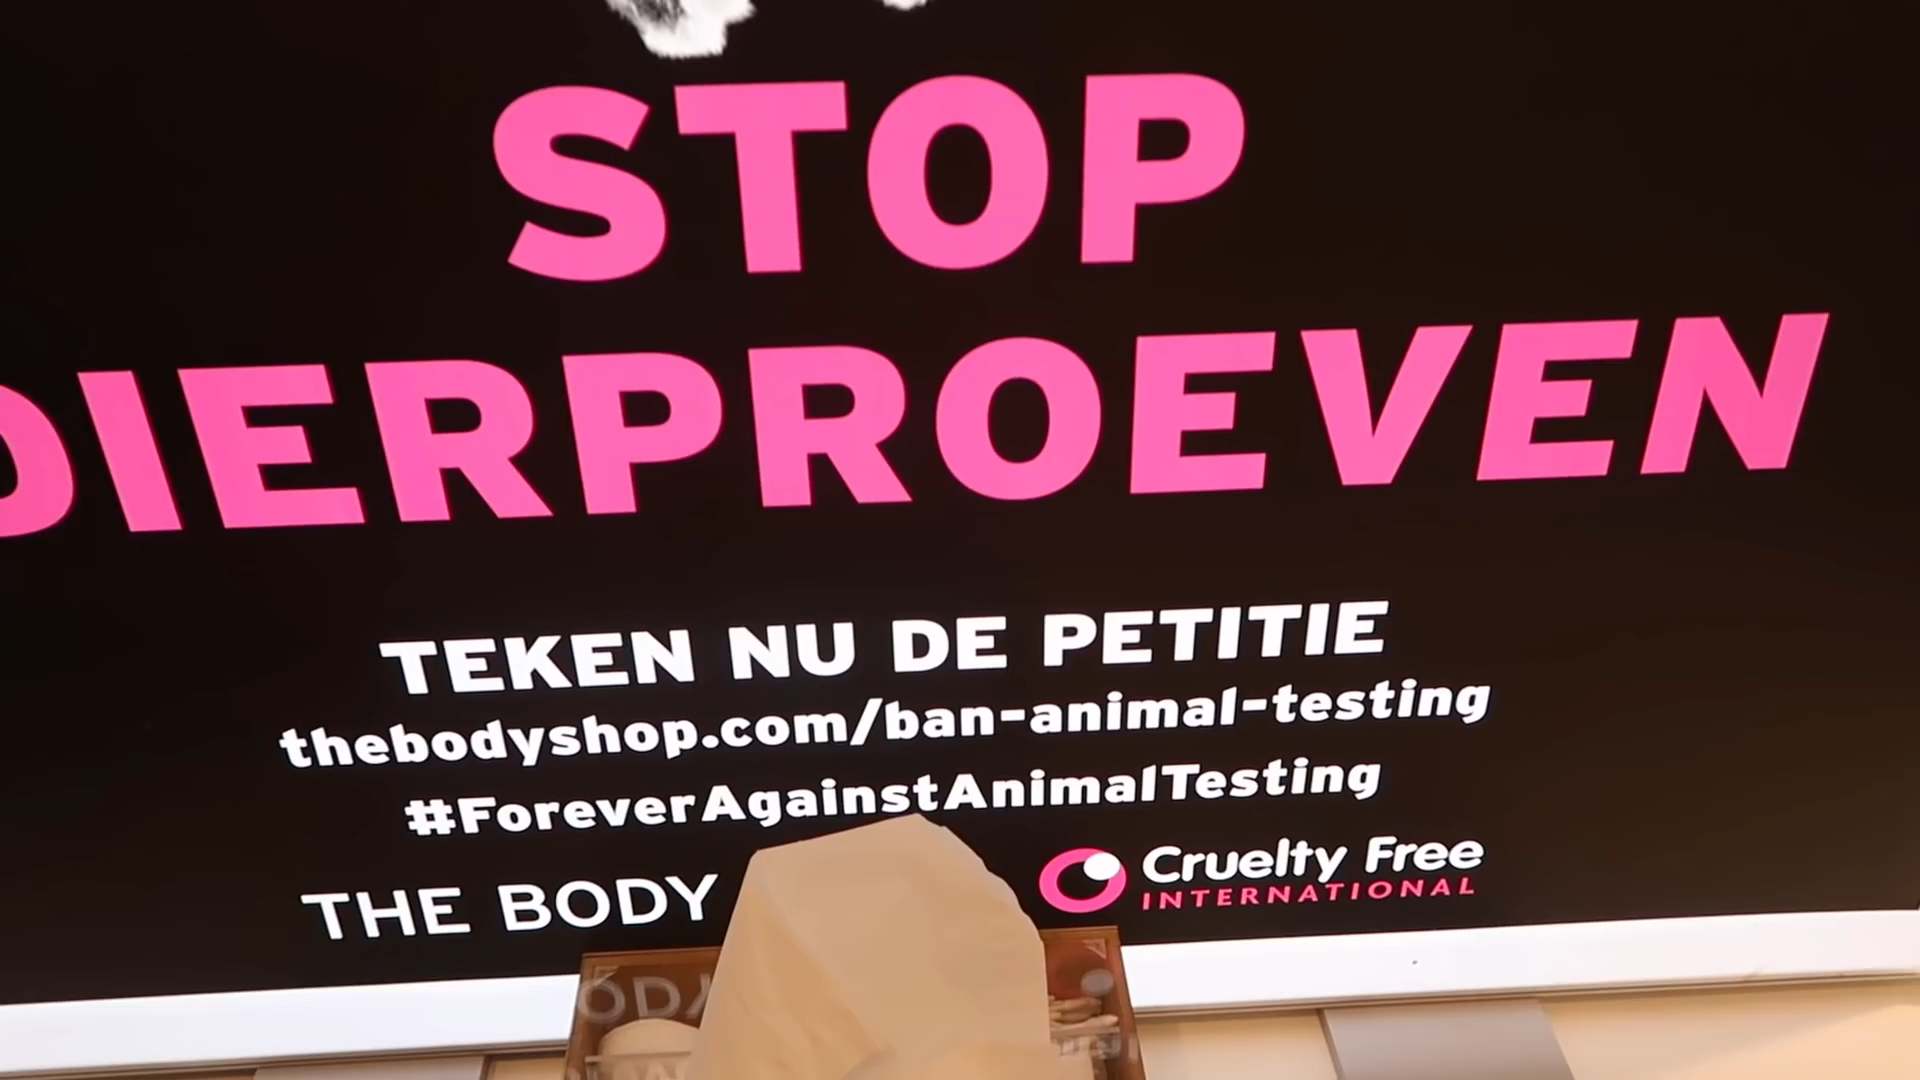 STOP
DIERPROEVEN
TEKEN NU DE PETITIE
thebodyshop.com/ban-animal-testing
#ForeverAgainstAnimalTesting
THE BODY
Cruelty Free
INTERNATIONAL